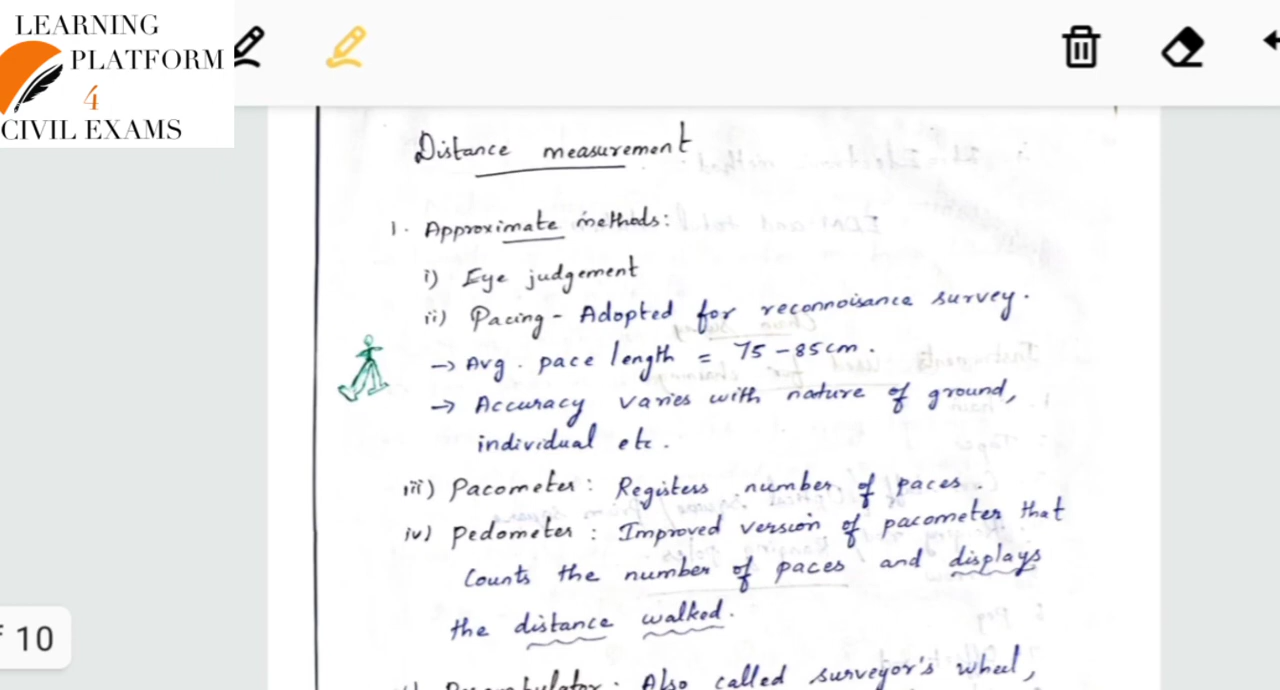 LEARNING
PLATFORM
4
CIVIL EXAMS
Distance measurement
1. Approximate methods:
i) Eye judgement
ii) Pacing - Adopted for reconnoisance survey.
→ Avg. pace length = 75-85cm.
→ Accuracy varies with nature of ground,
individual etc.
iii) Pacometer: Registers number of paces.
iv) Pedometer: Improved version of pacometer that
Counts the number of paces and displays
the distance walked.
Also called surveyor's wheel,
10